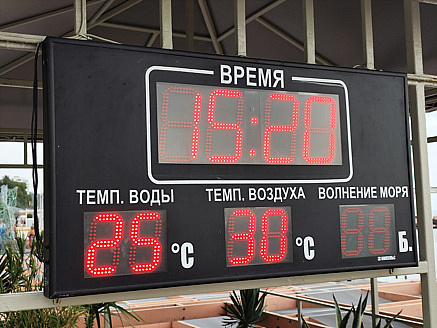 ВРЕМЯ
15:20
ТЕМП. ВОДЫ ТЕМП. ВОЗДУХА ВОЛНЕНИЕ МОРЯ
25 °C 30 °C Б.